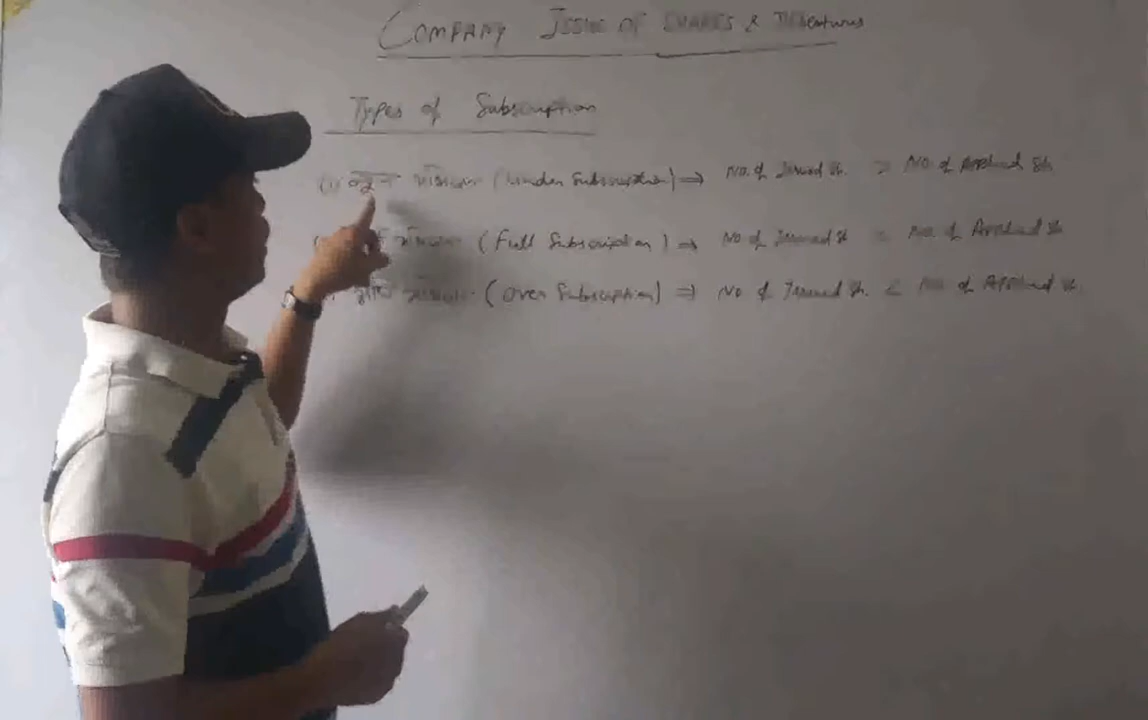 COMPANY ISSUE OF SHARES & Debentures
Types of Subscription
(1) (Under Subscription) ⇒ No. of Issued Sh. > No. of Applied Sh.
(Full Subscription) ⇒ No of Issued Sh = No. of Applied Sh
(Over Subscription) ⇒ No of Issued Sh. < No. of Applied Sh.